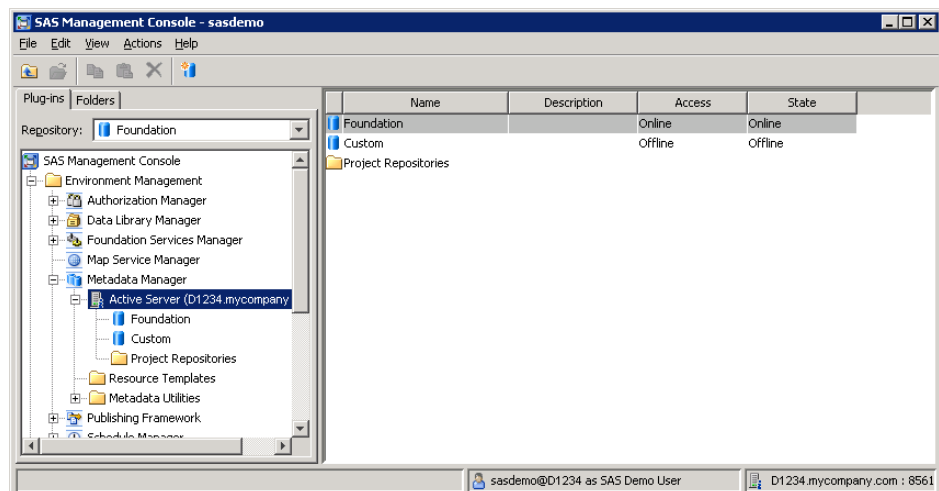 SAS Management Console - sasdemo
File Edit View Actions Help
Plug-ins Folders
Repository: Foundation
SAS Management Console
Environment Management
Authorization Manager
Data Library Manager
Foundation Services Manager
Map Service Manager
Metadata Manager
Active Server (D1234.mycompany
Foundation
Custom
Project Repositories
Resource Templates
Metadata Utilities
Publishing Framework
Schedule Manager
Name Description Access State
Foundation Online Online
Custom Offline Offline
Project Repositories
sasdemo@D1234 as SAS Demo User D1234.mycompany.com : 8561